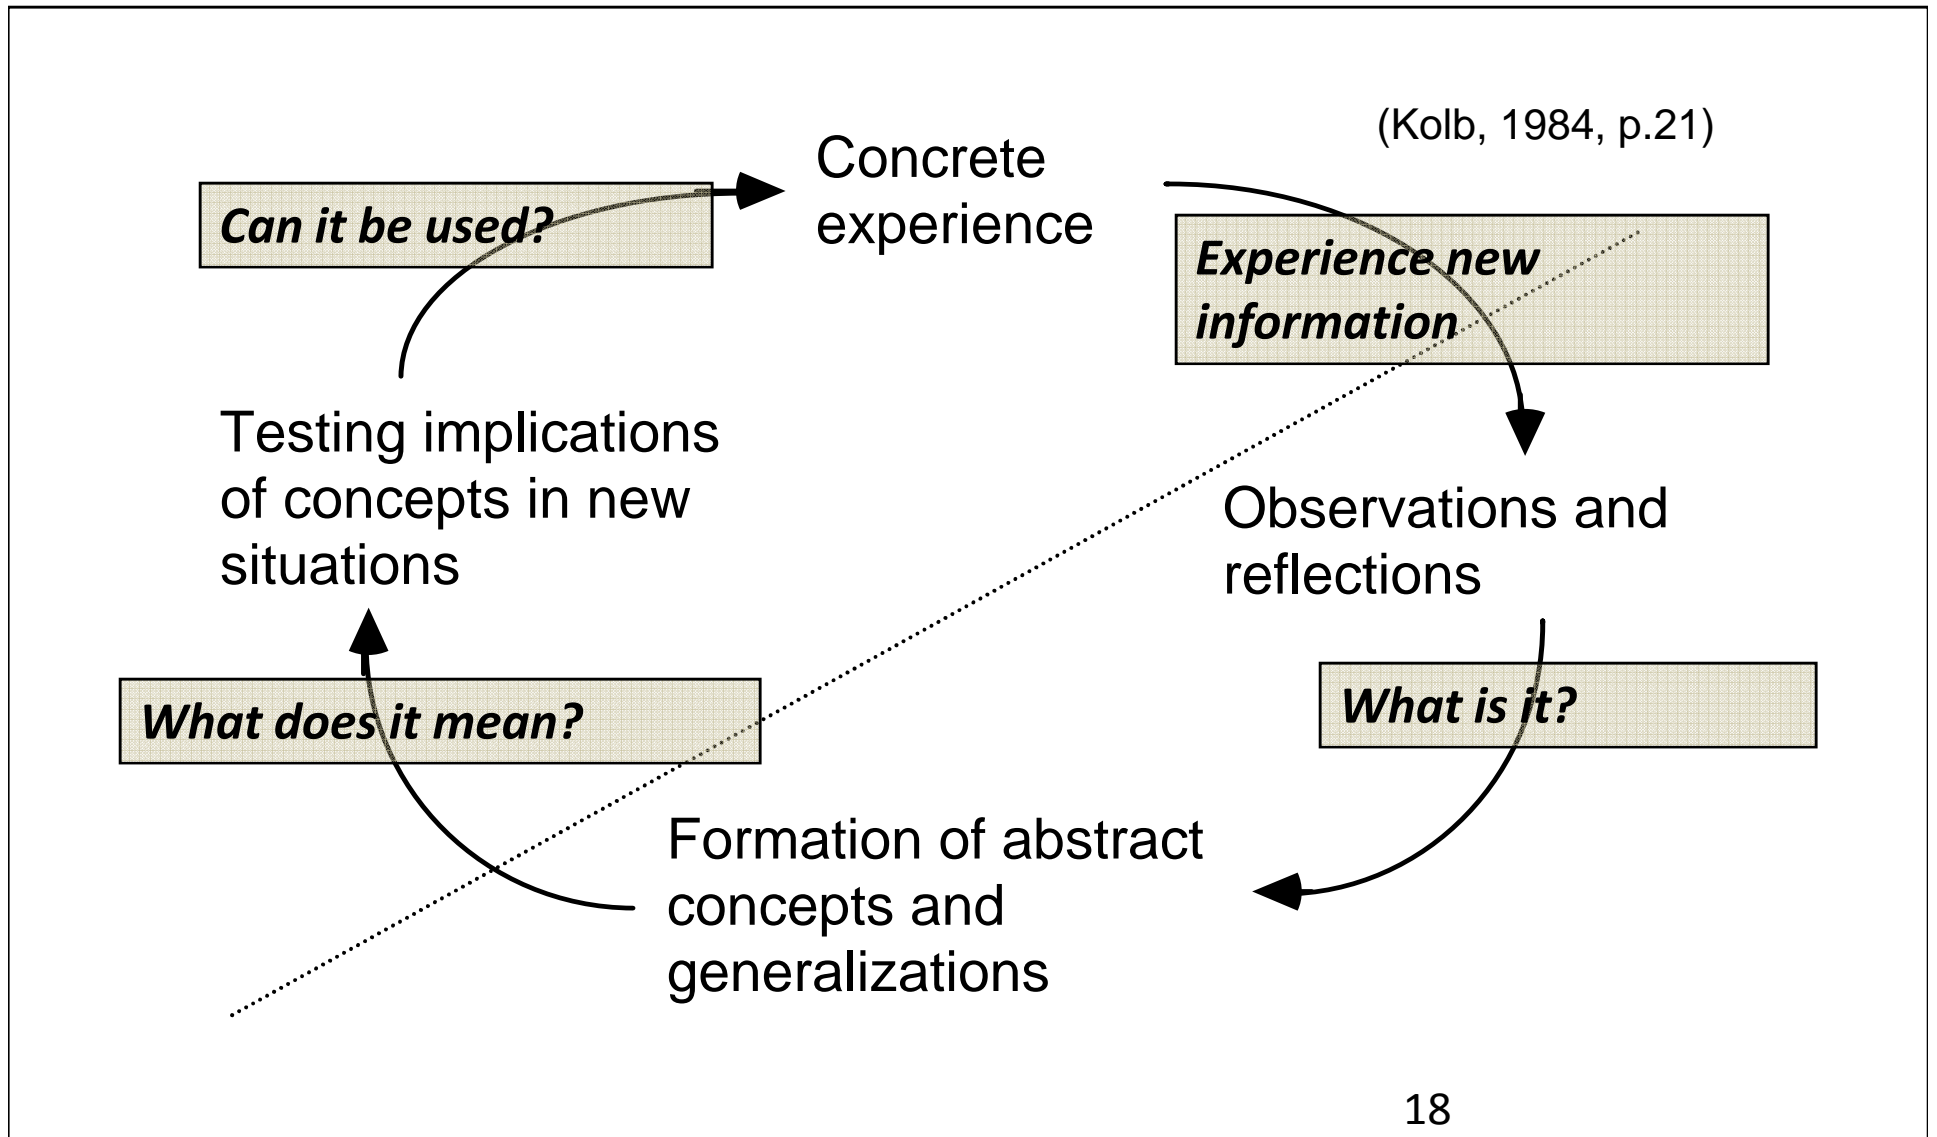 (Kolb, 1984, p.21)
Concrete
experience
Can it be used?
Experience new
information
Testing implications
of concepts in new
situations
Observations and
reflections
What does it mean?
What is it?
Formation of abstract
concepts and
generalizations
18